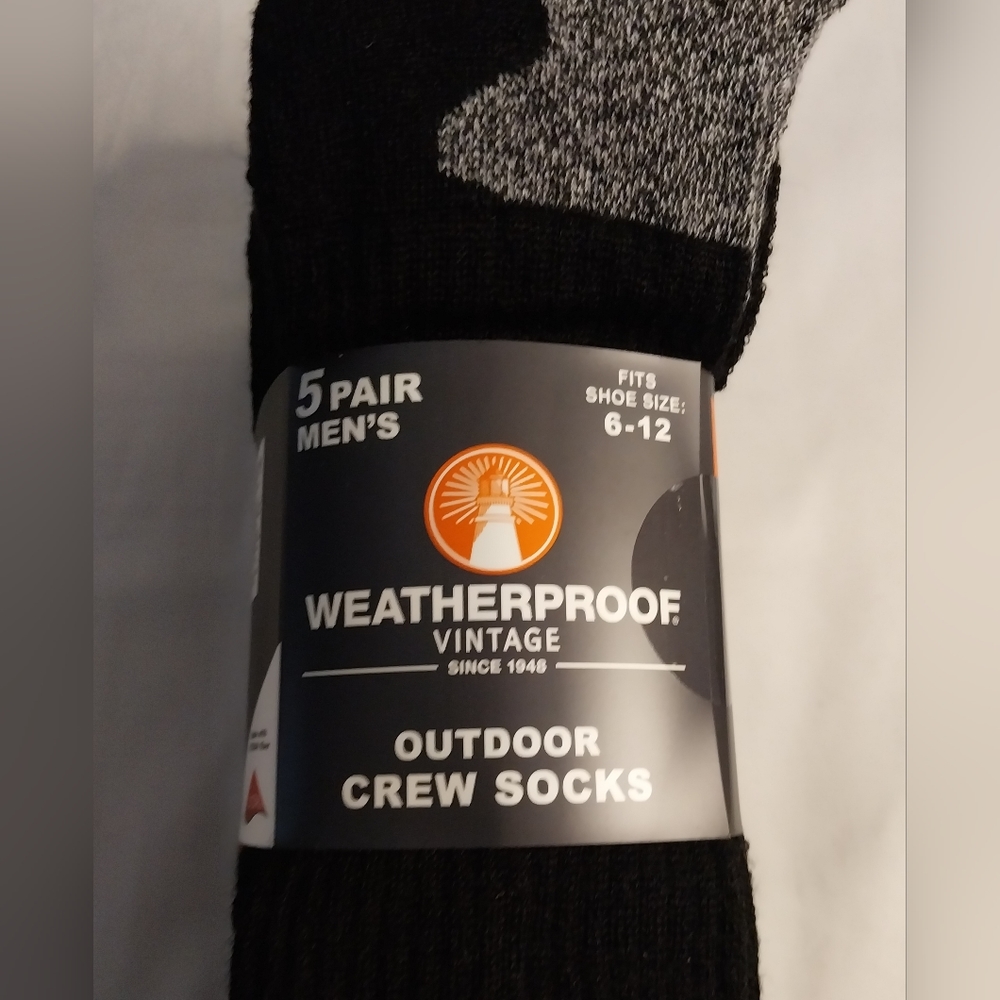 5 PAIR
MEN'S
FITS
SHOE SIZE:
6-12
WEATHERPROOF®
VINTAGE
SINCE 1948
OUTDOOR
CREW SOCKS